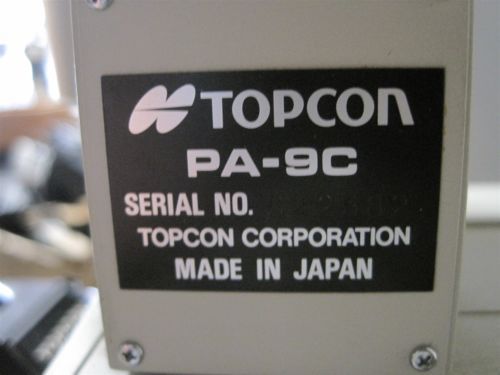 TOPCON
PA-9C
SERIAL NO.
TOPCON CORPORATION
MADE IN JAPAN